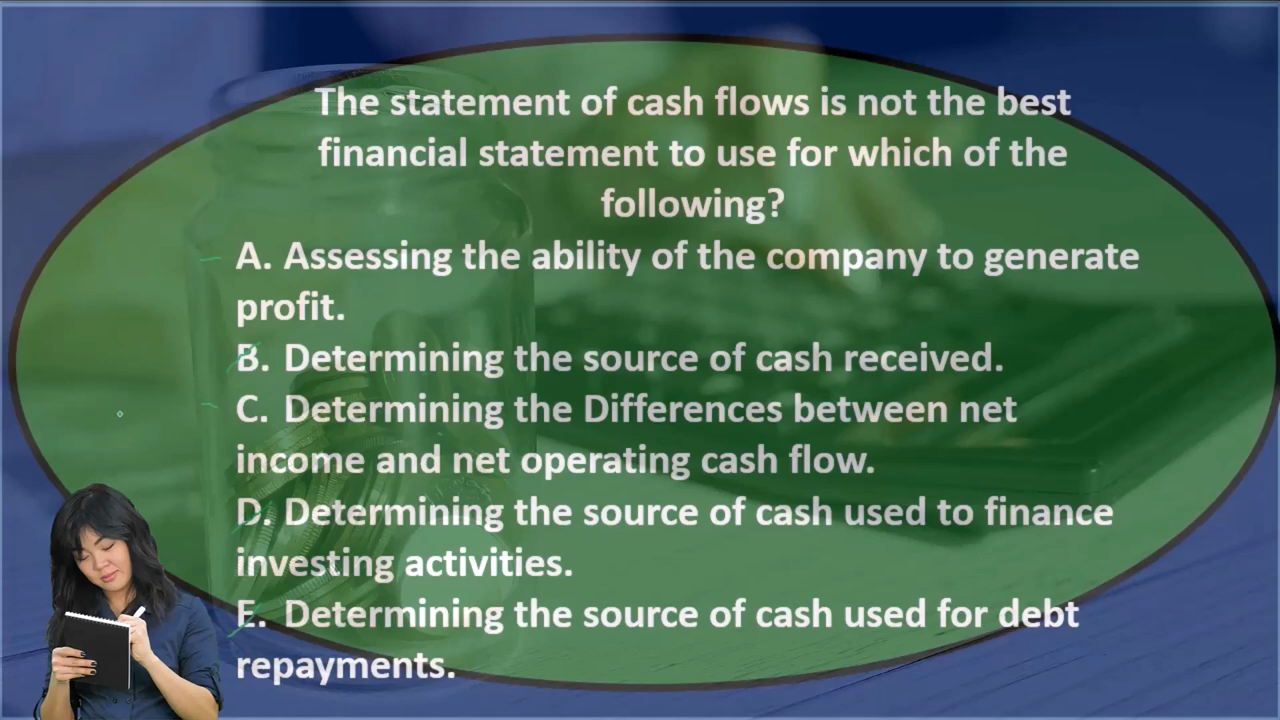 The statement of cash flows is not the best
financial statement to use for which of the
following?
A. Assessing the ability of the company to generate
profit.
B. Determining the source of cash received.
C. Determining the Differences between net
income and net operating cash flow.
D. Determining the source of cash used to finance
investing activities.
E. Determining the source of cash used for debt
repayments.